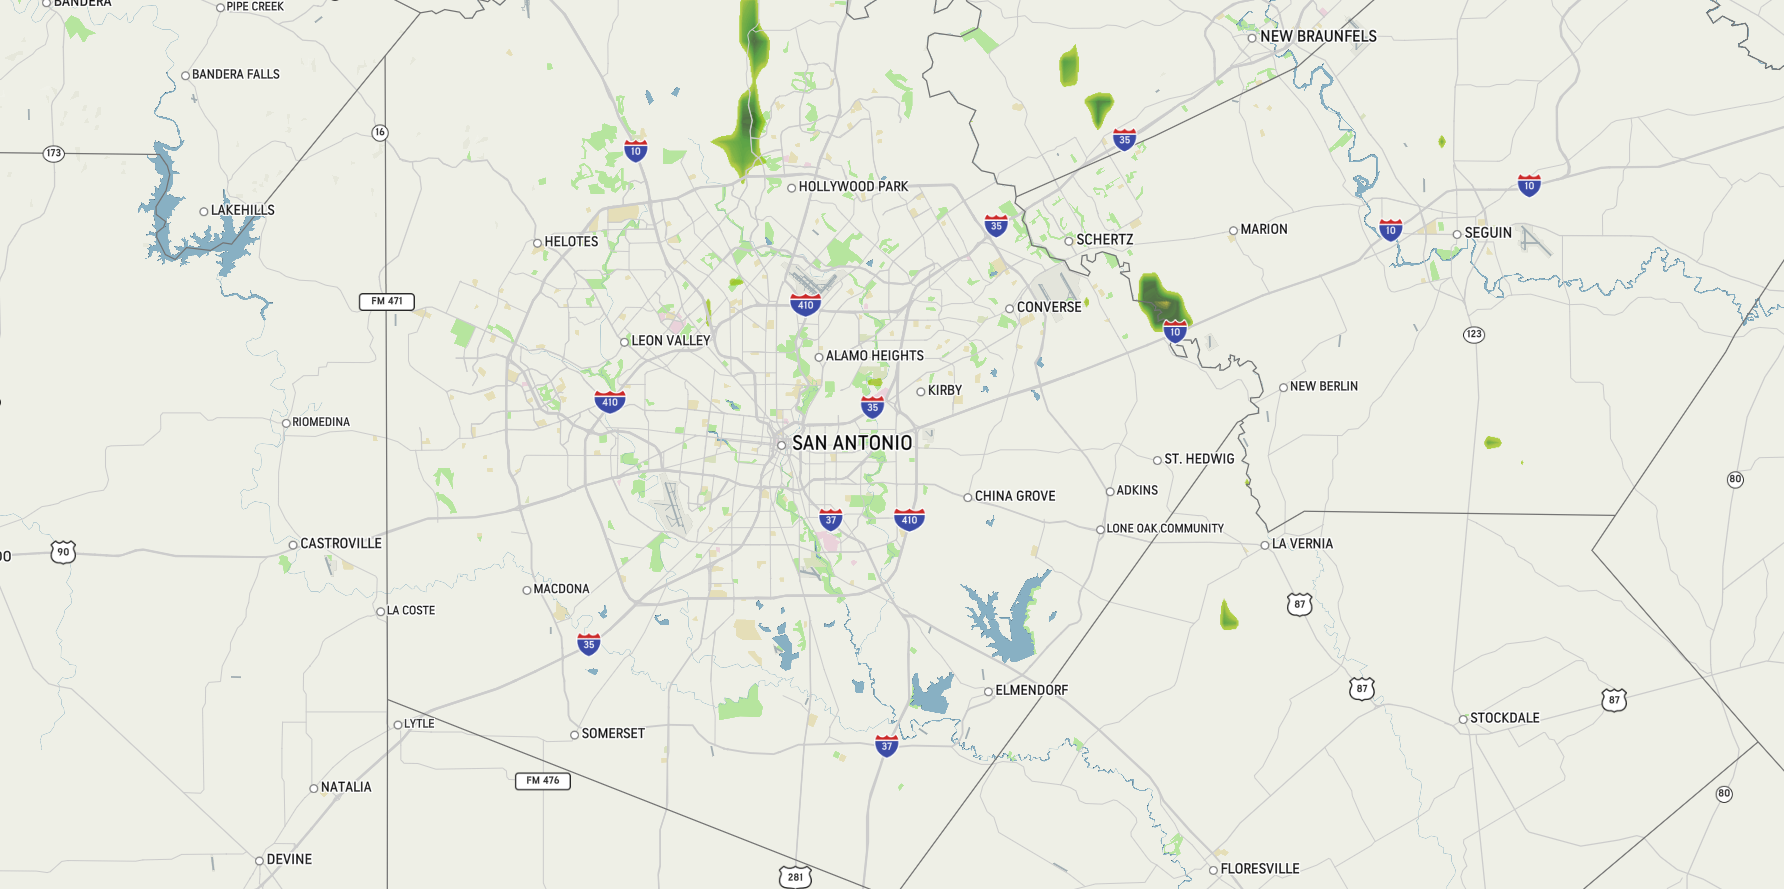 BANDERA
PIPE CREEK
NEW BRAUNFELS
BANDERA FALLS
16
35
10
173
10
HOLLYWOOD PARK
LAKEHILLS
35
10
MARION
SEGUIN
HELOTES
SCHERTZ
FM 471
410
CONVERSE
10
123
LEON VALLEY
ALAMO HEIGHTS
NEW BERLIN
KIRBY
410
35
RIOMEDINA
SAN ANTONIO
ST. HEDWIG
80
ADKINS
CHINA GROVE
37
410
LONE OAK COMMUNITY
CASTROVILLE
LA VERNIA
90
MACDONA
87
LA COSTE
35
ELMENDORF
87
87
STOCKDALE
LYTLE
SOMERSET
37
FM 476
NATALIA
80
DEVINE
FLORESVILLE
281